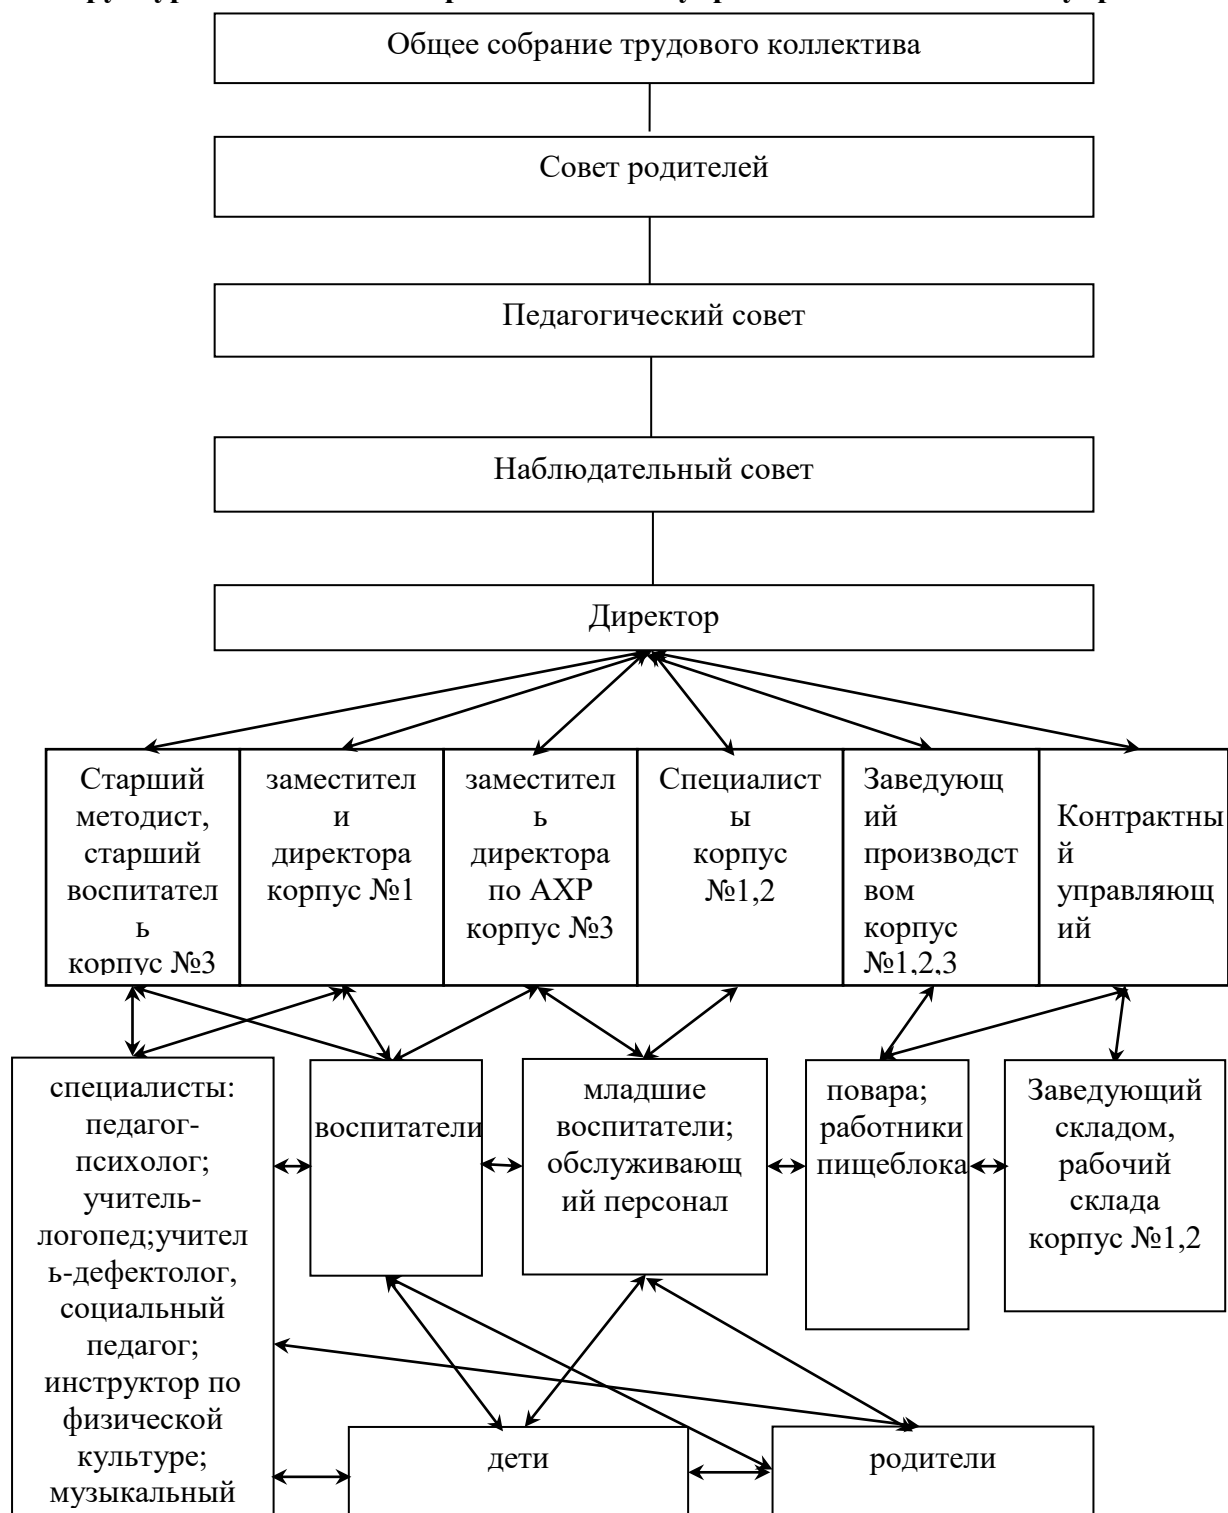 Общее собрание трудового коллектива
Совет родителей
Педагогический совет
Наблюдательный совет
Директор
Старший
методист,
старший
воспитател
ь
корпус №3
заместител
и
директора
корпус №1
заместител
ь
директора
по АХР
корпус №3
Специалист
ы
корпус
№1,2
Заведующ
ий
производст
вом
корпус
№1,2,3
Контрактны
й
управляющ
ий
специалисты:
педагог-
психолог;
учитель-
логопед;учител
ь-дефектолог,
социальный
педагог;
инструктор по
физической
культуре;
музыкальный
воспитатели
младшие
воспитатели;
обслуживающ
ий персонал
повара;
работники
пищеблока
Заведующий
складом,
рабочий
склада
корпус №1,2
дети
родители